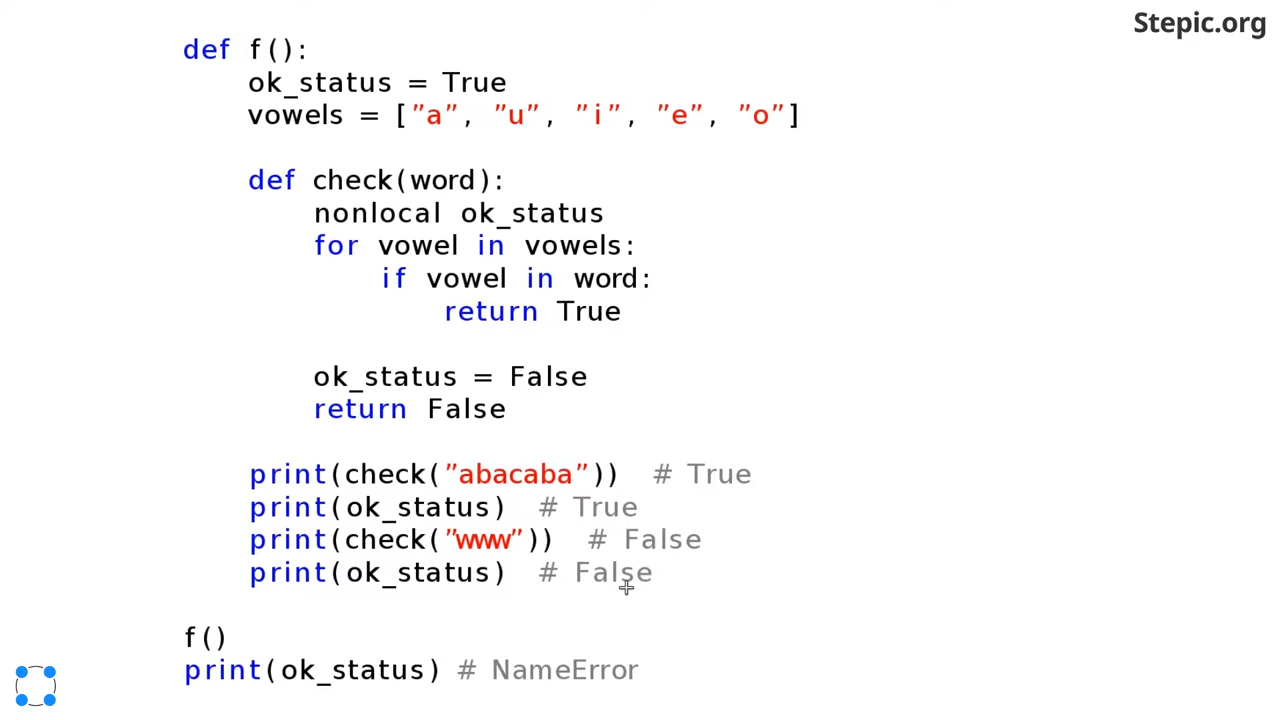 Stepic.org
def f():
    ok_status = True
    vowels = ["a", "u", "i", "e", "o"]

    def check(word):
        nonlocal ok_status
        for vowel in vowels:
            if vowel in word:
                return True

        ok_status = False
        return False

    print(check("abacaba"))  # True
    print(ok_status)  # True
    print(check("www"))  # False
    print(ok_status)  # False

f()
print(ok_status) # NameError